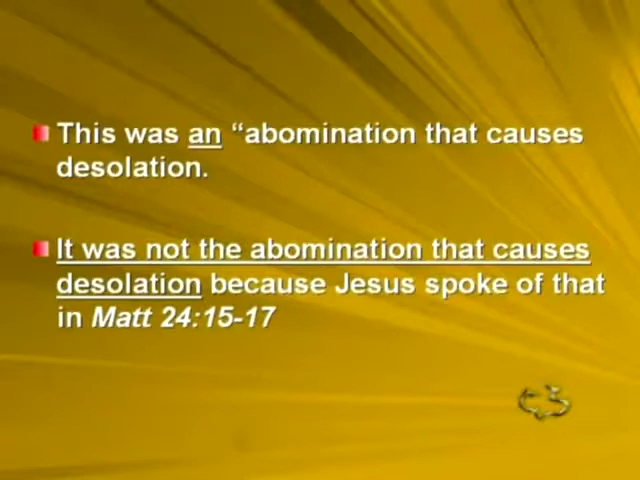 This was an “abomination that causes
desolation.
It was not the abomination that causes
desolation because Jesus spoke of that
in Matt 24:15-17